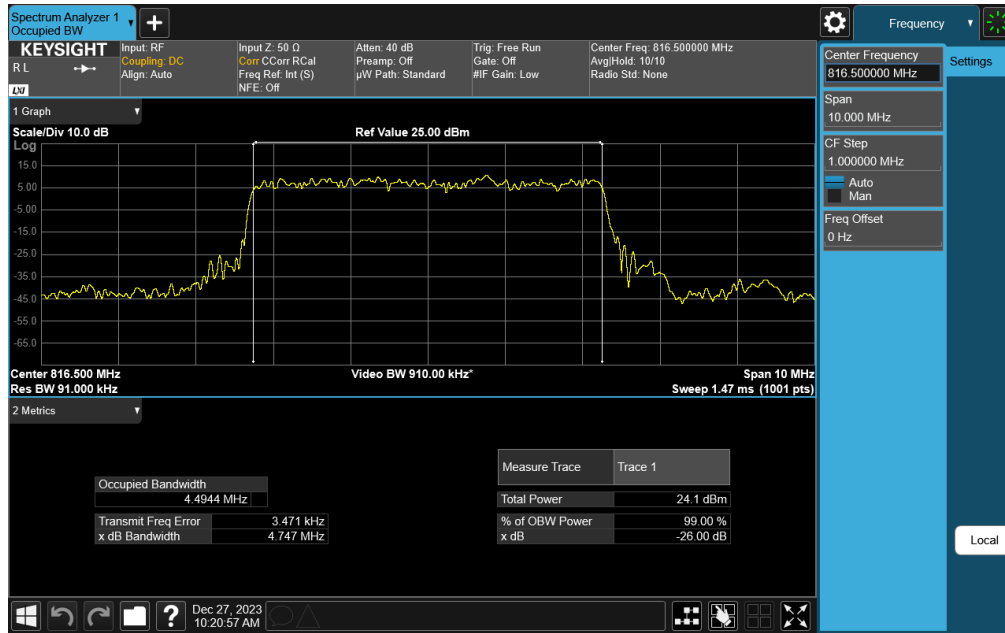 Spectrum Analyzer 1
Occupied BW
Frequency
KEYSIGHT
R L
LXI
Input: RF
Coupling: DC
Align: Auto
Input Z: 50 Ω
Corr CCorr RCal
Freq Ref: Int (S)
NFE: Off
Atten: 40 dB
Preamp: Off
µW Path: Standard
Trig: Free Run
Gate: Off
#IF Gain: Low
Center Freq: 816.500000 MHz
Avg|Hold: 10/10
Radio Std: None
Center Frequency
816.500000 MHz
Settings
Span
10.000 MHz
CF Step
1.000000 MHz
Auto
Man
Freq Offset
0 Hz
1 Graph
Scale/Div 10.0 dB
Ref Value 25.00 dBm
Log
15.0
5.00
-5.00
-15.0
-25.0
-35.0
-45.0
-55.0
-65.0
Center 816.500 MHz
Video BW 910.00 kHz*
Span 10 MHz
Res BW 91.000 kHz
Sweep 1.47 ms (1001 pts)
2 Metrics
Measure Trace Trace 1
Occupied Bandwidth
4.4944 MHz
Total Power 24.1 dBm
Transmit Freq Error 3.471 kHz
% of OBW Power 99.00 %
x dB Bandwidth 4.747 MHz
x dB -26.00 dB
Local
?
Dec 27, 2023
10:20:57 AM